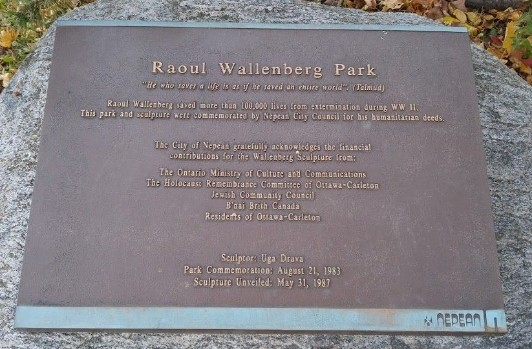 Raoul Wallenberg Park
"He who saves a life is as if he saved an entire world". (Talmud)
Raoul Wallenberg saved more than 100,000 lives from extermination during WW II.
This park and sculpture were commemorated by Nepean City Council for his humanitarian deeds.
The City of Nepean gratefully acknowledges the financial
contributions for the Wallenberg Sculpture from:
The Ontario Ministry of Culture and Communications
The Holocaust Remembrance Committee of Ottawa-Carleton
Jewish Community Council
B'nai Brith Canada
Residents of Ottawa-Carleton
Sculptor: Uga Drava
Park Commemoration: August 21, 1983
Sculpture Unveiled: May 31, 1987
NEPEAN